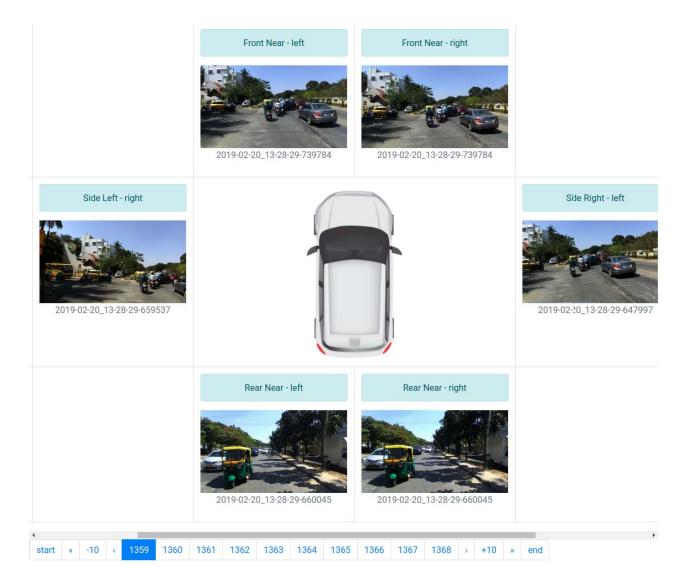 Front Near - left
Front Near - right
2019-02-20_13-28-29-739784
2019-02-20_13-28-29-739784
Side Left - right
Side Right - left
2019-02-20_13-28-29-659537
2019-02-20_13-28-29-647997
Rear Near - left
Rear Near - right
2019-02-20_13-28-29-660045
2019-02-20_13-28-29-660045
start « -10 ‹ 1359 1360 1361 1362 1363 1364 1365 1366 1367 1368 › +10 » end